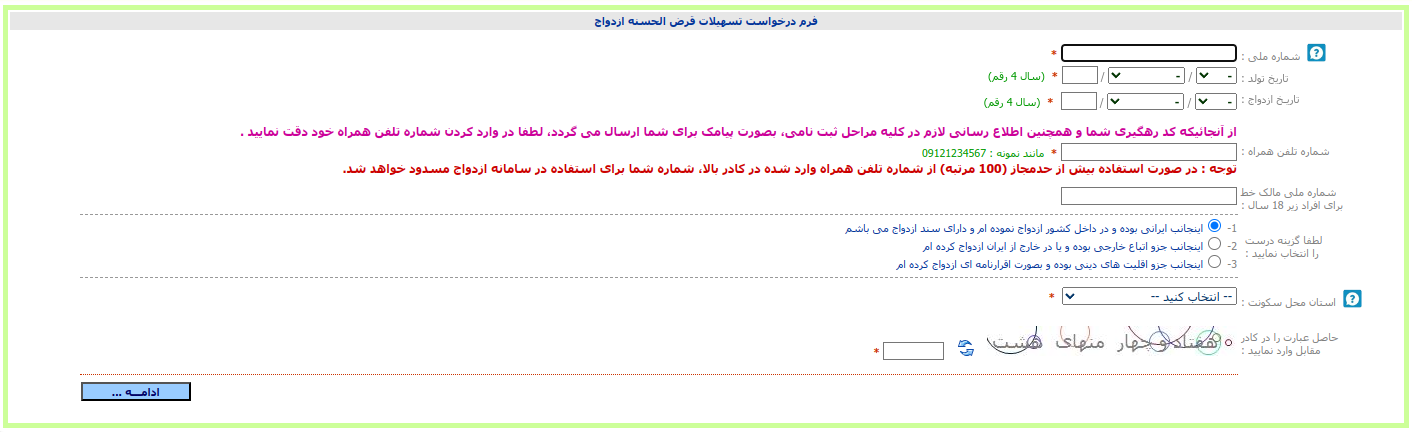 فرم درخواست تسهیلات قرض الحسنه ازدواج
شماره ملی : *
تاریخ تولد : - / - / * (سال 4 رقم)
تاریخ ازدواج : - / - / * (سال 4 رقم)
از آنجائیکه کد رهگیری شما و همچنین اطلاع رسانی لازم در کلیه مراحل ثبت نامی، بصورت پیامک برای شما ارسال می گردد، لطفا در وارد کردن شماره تلفن همراه خود دقت نمایید .
شماره تلفن همراه : * مانند نمونه : 09121234567
توجه : در صورت استفاده بیش از حدمجاز (100 مرتبه) از شماره تلفن همراه وارد شده در کادر بالا، شماره شما برای استفاده در سامانه ازدواج مسدود خواهد شد.
شماره ملی مالک خط
برای افراد زیر 18 سال :
لطفا گزینه درست
را انتخاب نمایید :
1- اینجانب ایرانی بوده و در داخل کشور ازدواج نموده ام و دارای سند ازدواج می باشم
2- اینجانب جزو اتباع خارجی بوده و یا در خارج از ایران ازدواج کرده ام
3- اینجانب جزو اقلیت های دینی بوده و بصورت اقرارنامه ای ازدواج کرده ام
استان محل سکونت : -- انتخاب کنید -- *
حاصل عبارت را در کادر
مقابل وارد نمایید : *
ادامـــه ...